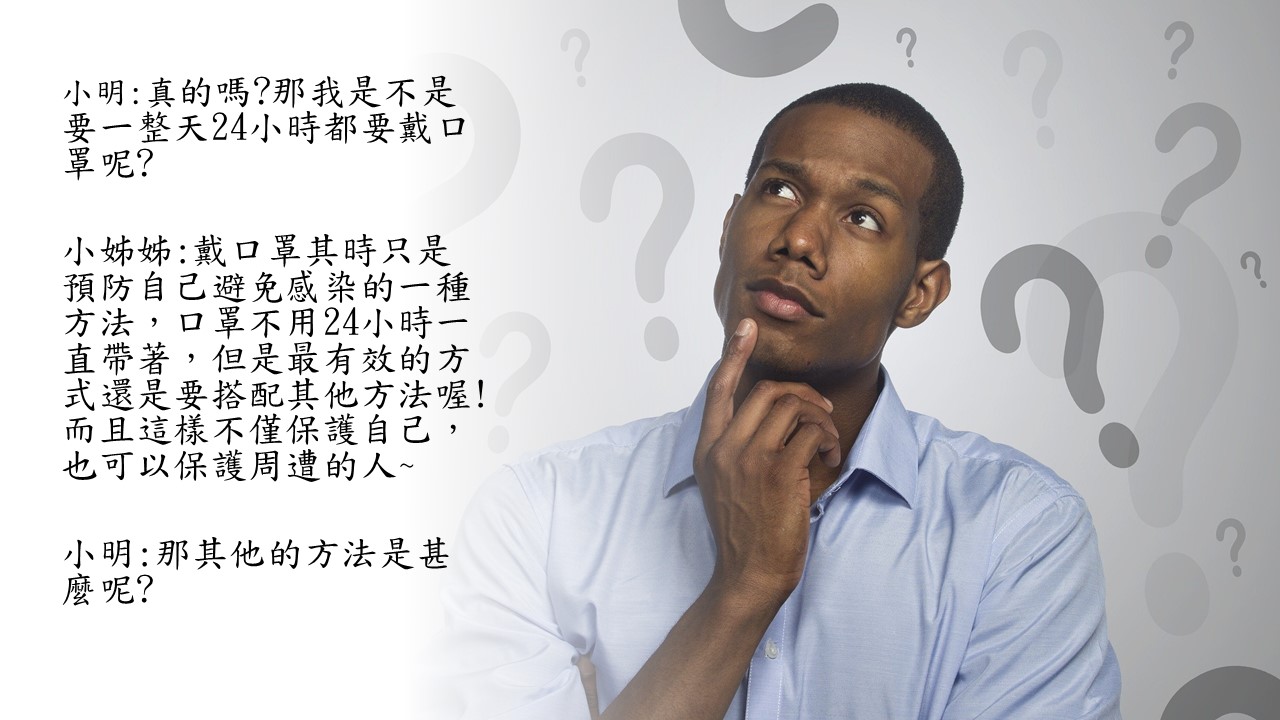 小明:真的嗎?那我是不是
要一整天24小時都要戴口
罩呢?
小姊姊:戴口罩其時只是
預防自己避免感染的一種
方法，口罩不用24小時一
直帶著，但是最有效的方
式還是要搭配其他方法喔!
而且這樣不僅保護自己，
也可以保護周遭的人~
小明:那其他的方法是甚
麼呢?